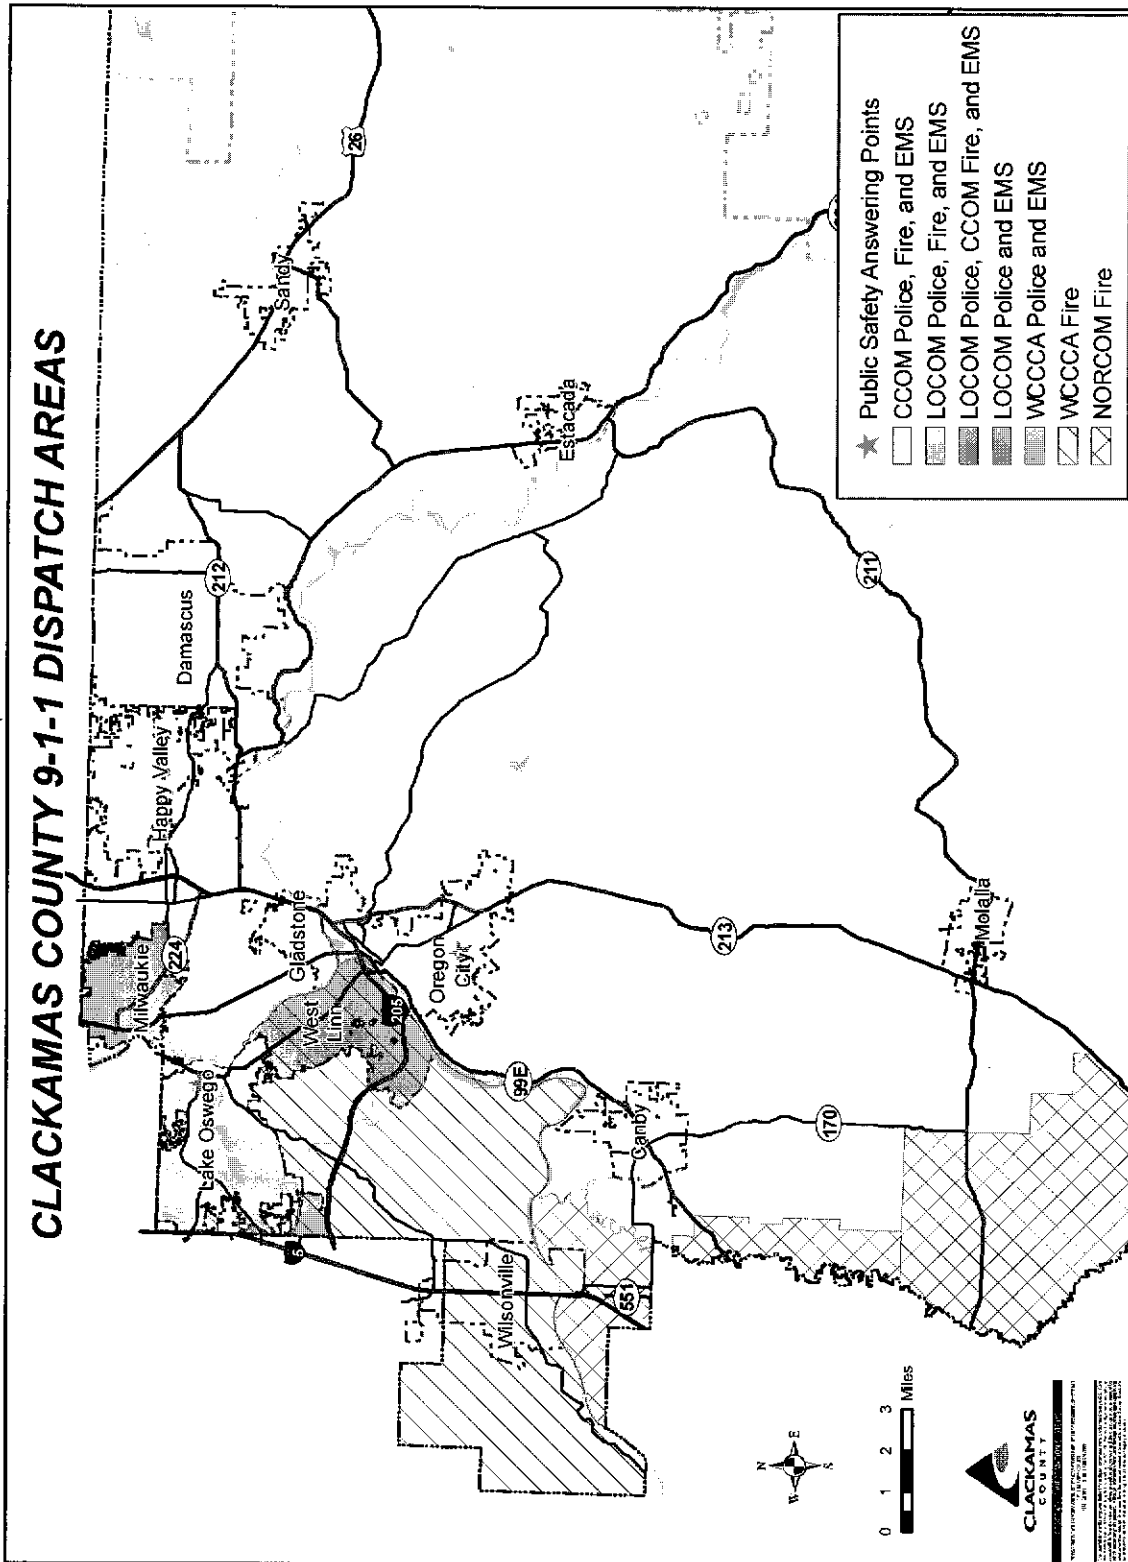 CLACKAMAS COUNTY 9-1-1 DISPATCH AREAS
Milwaukie
224
Happy Valley
Damascus
212
Sandy
26
Lake Oswego
Gladstone
West
Linn
205
Oregon
City
Estacada
Wilsonville
99E
551
Canby
170
213
211
Molalla
N
W
E
S
0
1
2
3
Miles
CLACKAMAS
COUNTY
Public Safety Answering Points
CCOM Police, Fire, and EMS
LOCOM Police, Fire, and EMS
LOCOM Police, CCOM Fire, and EMS
LOCOM Police and EMS
WCCCA Police and EMS
WCCCA Fire
NORCOM Fire